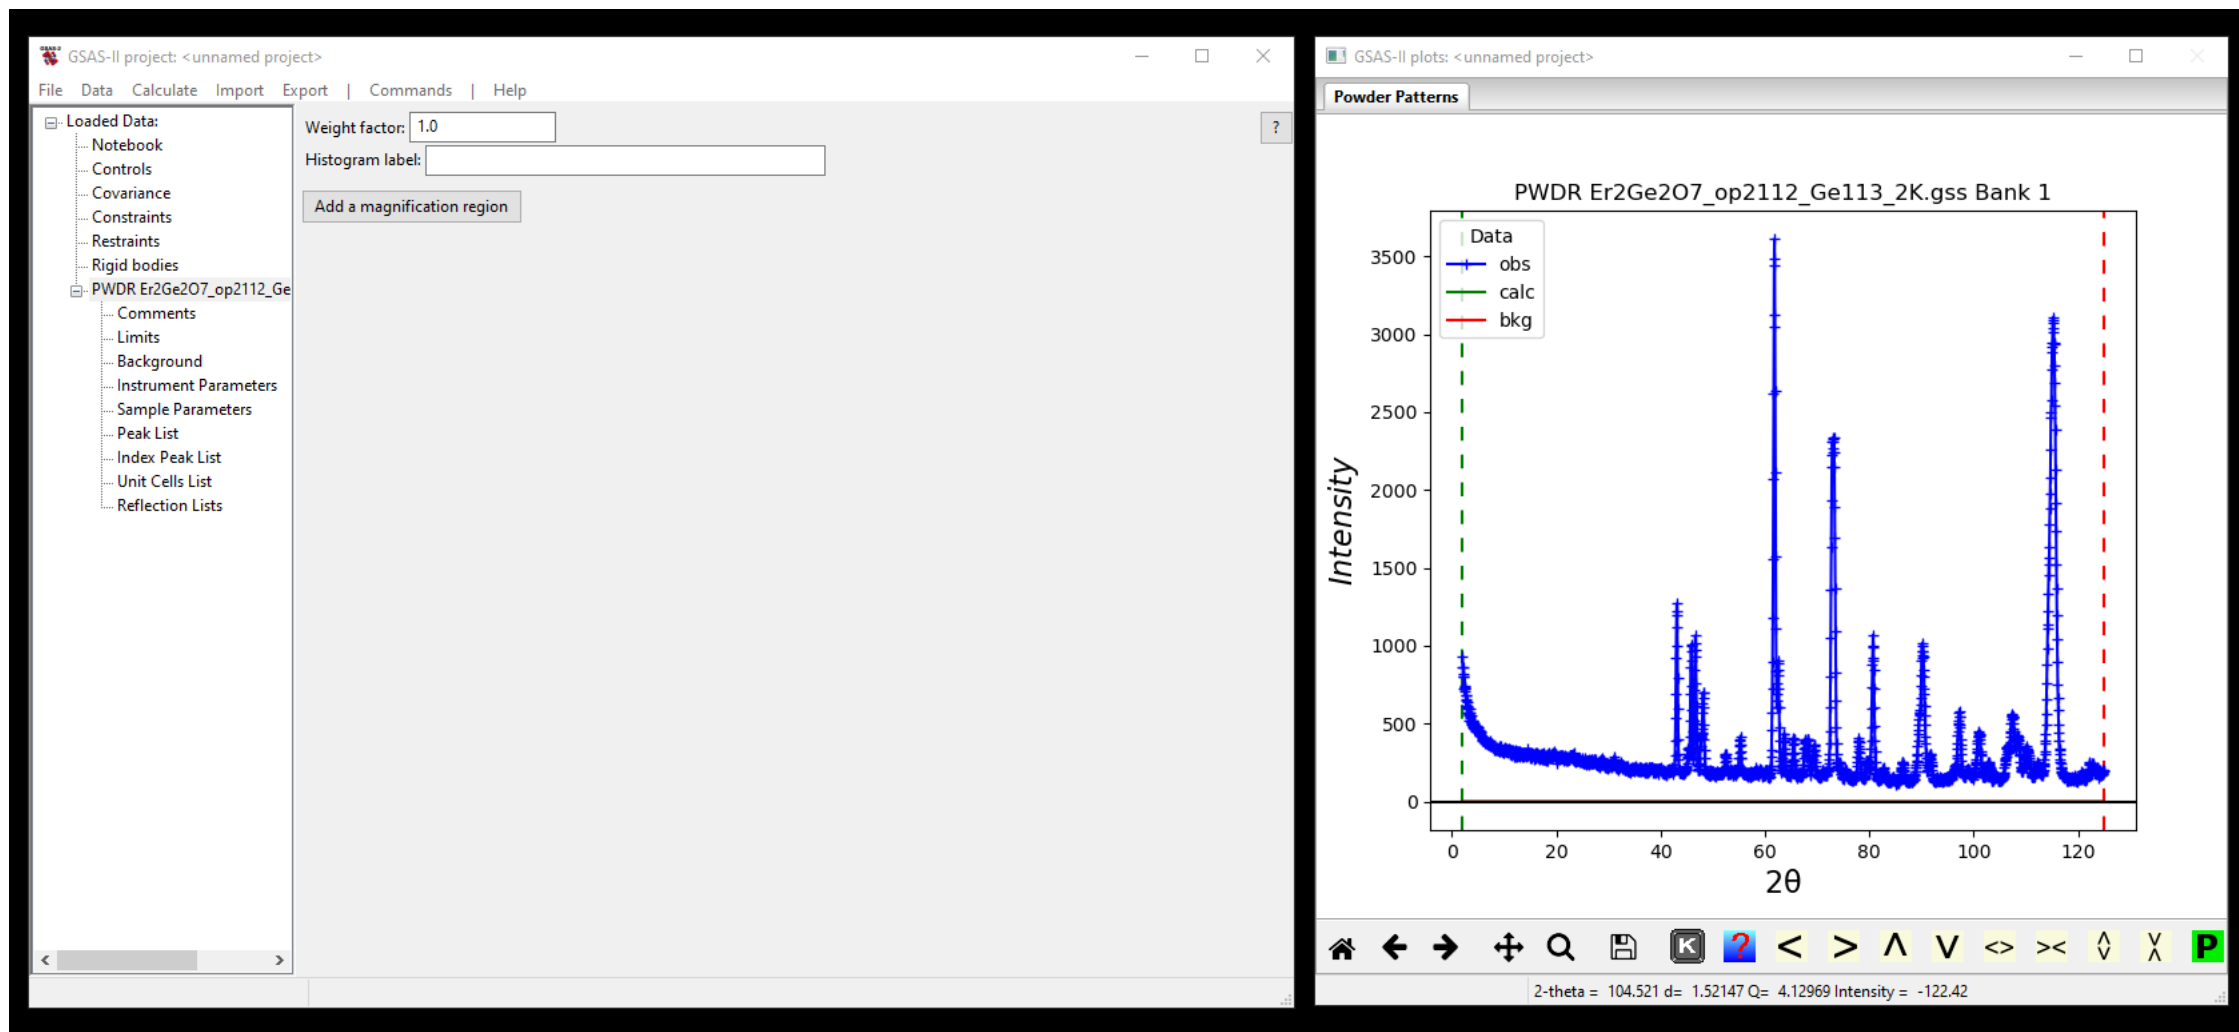 GSAS-II project: <unnamed project>
File Data Calculate Import Export | Commands | Help
Loaded Data:
Notebook
Controls
Covariance
Constraints
Restraints
Rigid bodies
PWDR Er2Ge2O7_op2112_Ge
Comments
Limits
Background
Instrument Parameters
Sample Parameters
Peak List
Index Peak List
Unit Cells List
Reflection Lists
Weight factor: 1.0
?
Histogram label:
Add a magnification region
GSAS-II plots: <unnamed project>
Powder Patterns
PWDR Er2Ge2O7_op2112_Ge113_2K.gss Bank 1
Data
obs
calc
bkg
3500
3000
2500
2000
1500
1000
500
0
Intensity
0 20 40 60 80 100 120
2θ
K ? < > Λ V <> >< P
2-theta = 104.521 d= 1.52147 Q= 4.12969 Intensity = -122.42